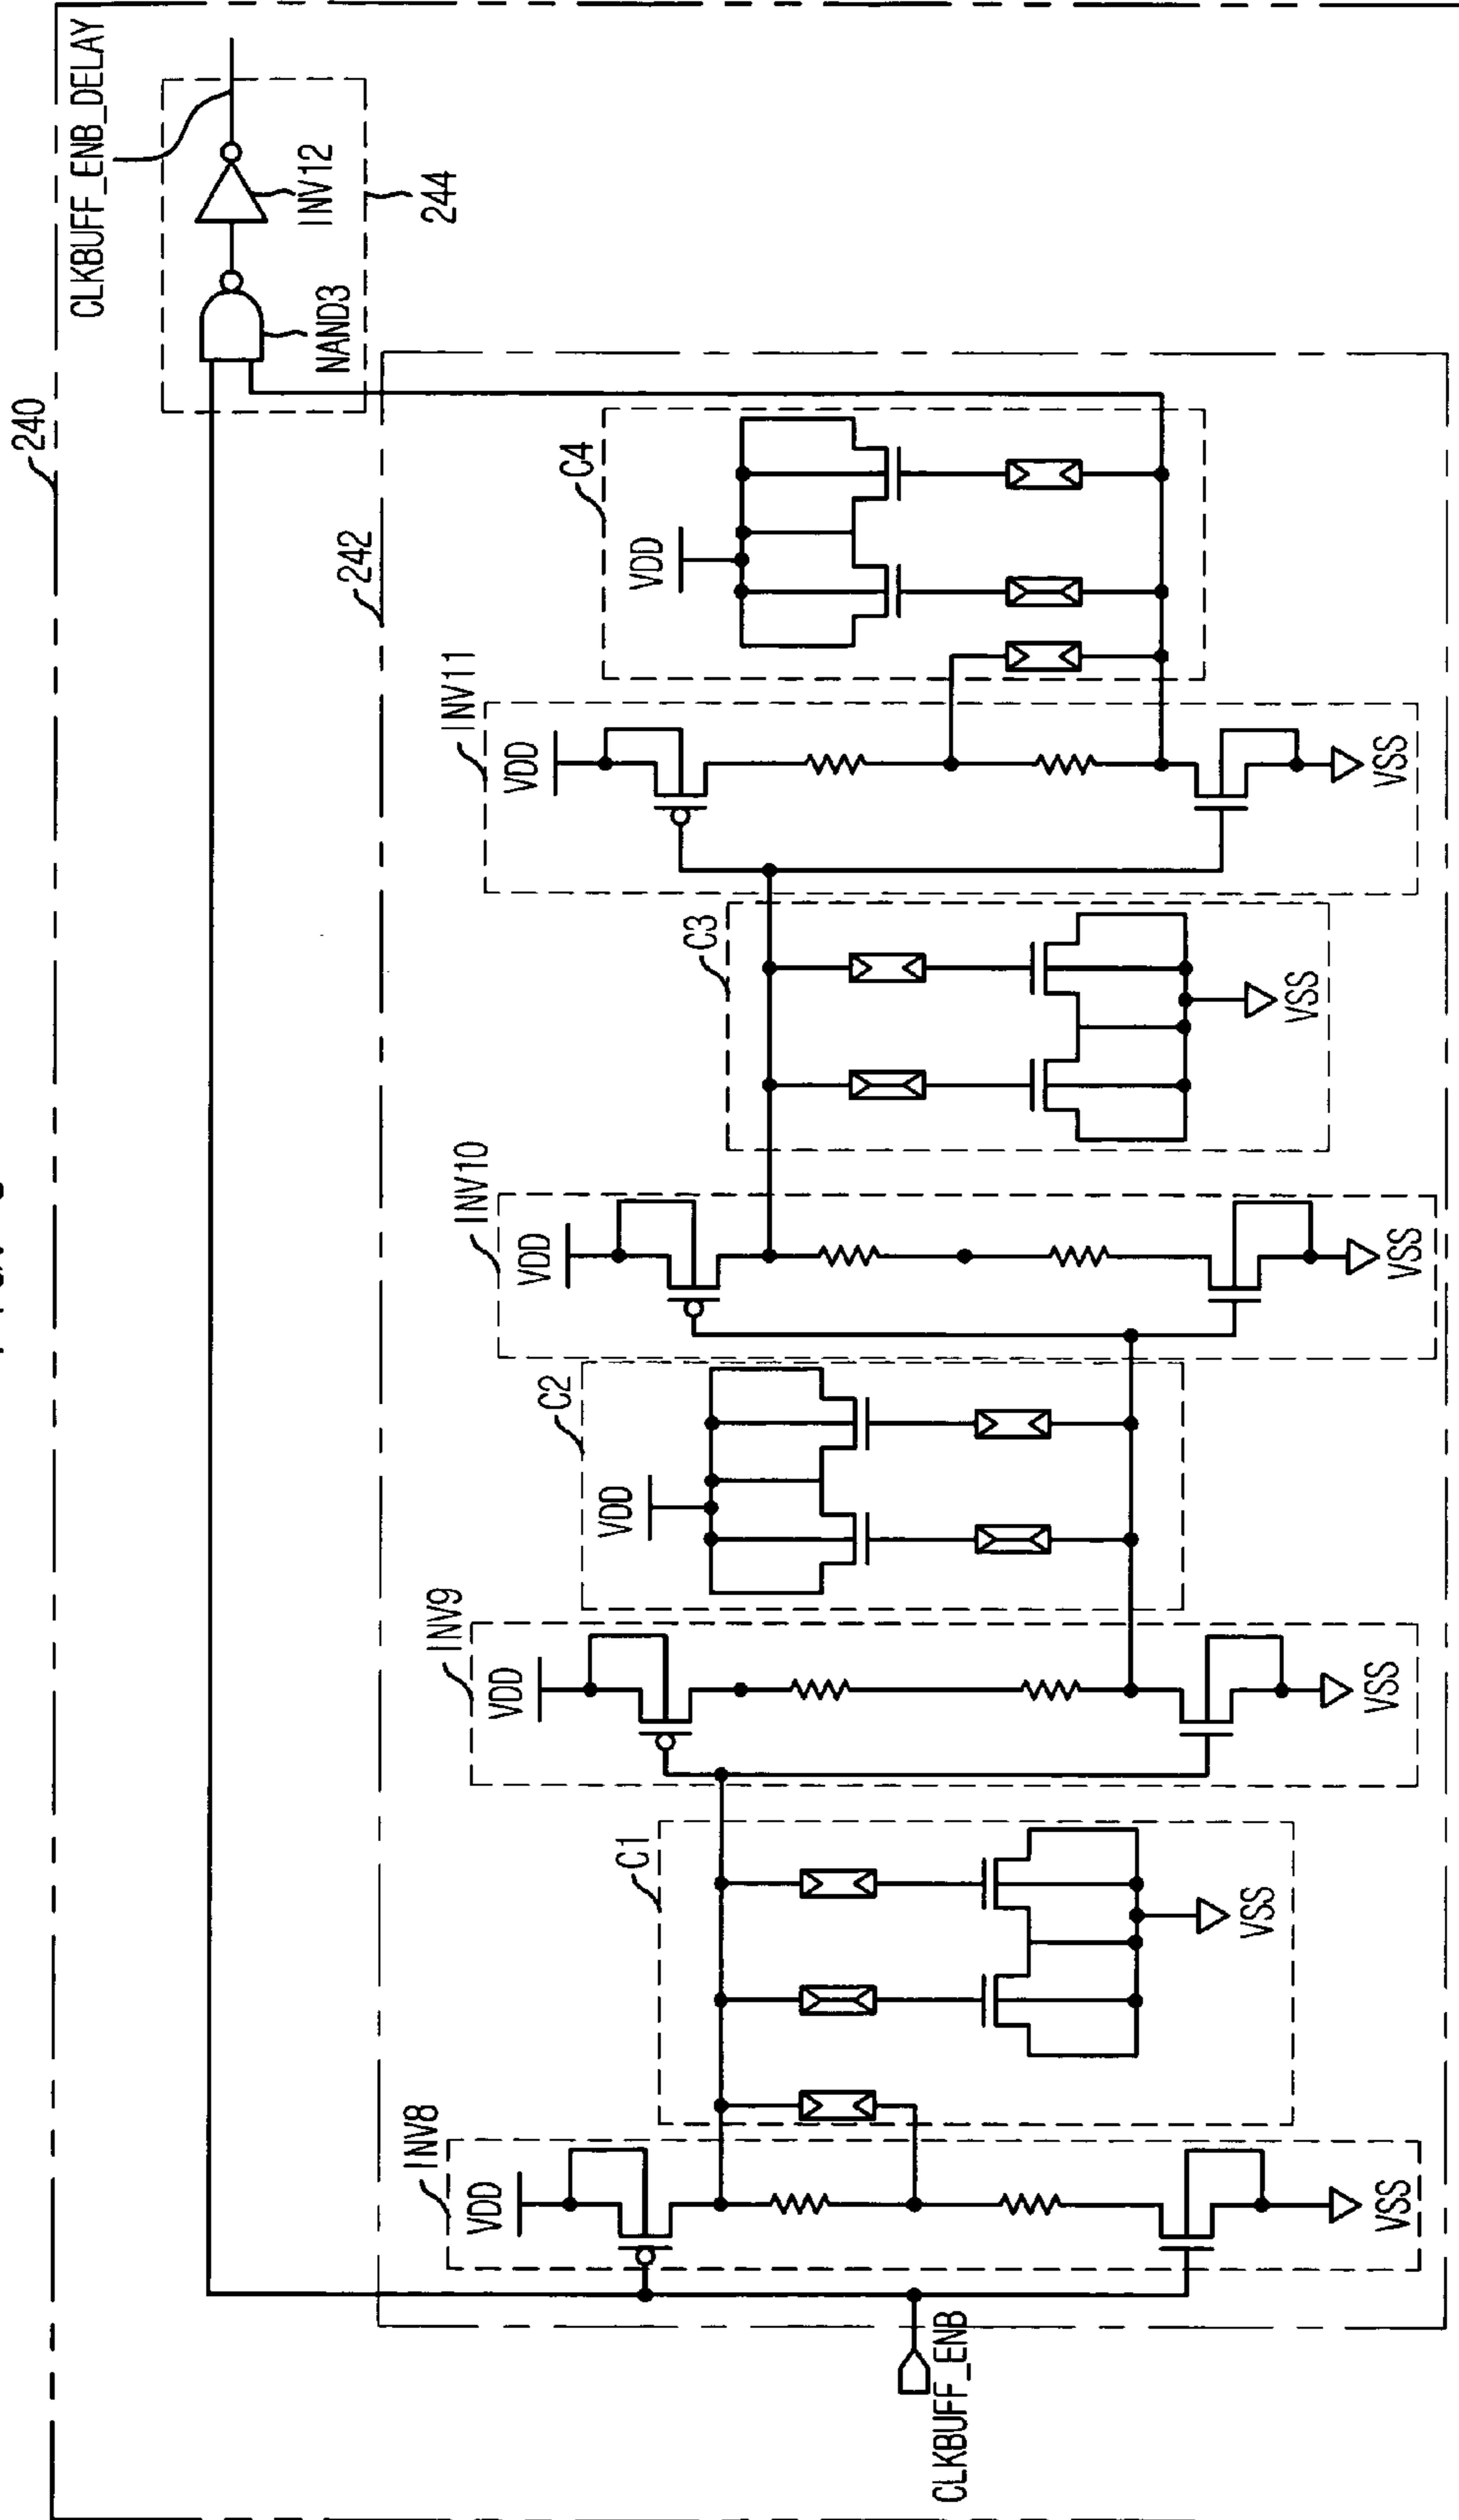 240
CLKBUFF_ENB_DELAY
INV12
244
NAND3
242
C4
VDD
INV11
VDD
VSS
C3
VSS
INV10
VDD
VSS
C2
VDD
INV9
VDD
VSS
C1
VSS
INV8
VDD
VSS
CLKBUFF_ENB